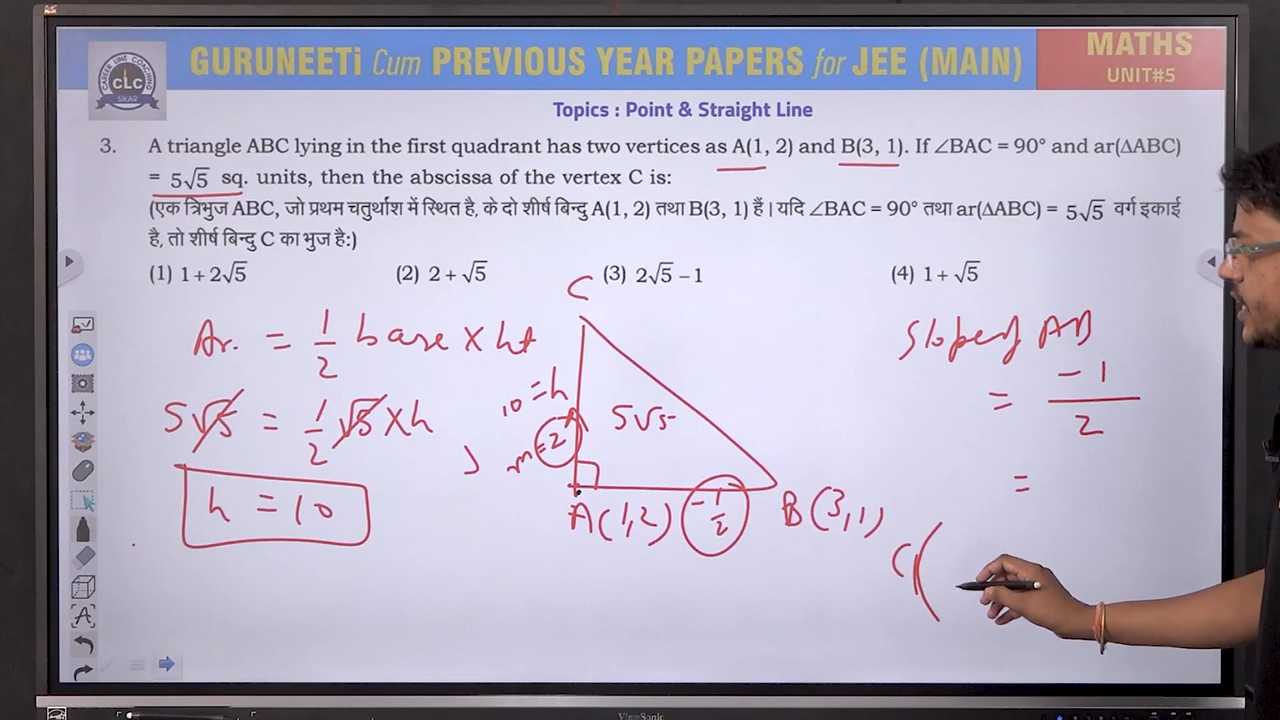 GURUNEETi Cum PREVIOUS YEAR PAPERS for JEE (MAIN)
MATHS
UNIT#5
CAREER LINE COACHING
CLC
SIKAR
Topics : Point & Straight Line
3. A triangle ABC lying in the first quadrant has two vertices as A(1, 2) and B(3, 1). If ∠BAC = 90° and ar(ΔABC)
= 5√5 sq. units, then the abscissa of the vertex C is:
(एक त्रिभुज ABC, जो प्रथम चतुर्थांश में स्थित है, के दो शीर्ष बिन्दु A(1, 2) तथा B(3, 1) हैं। यदि ∠BAC = 90° तथा ar(ΔABC) = 5√5 वर्ग इकाई
है, तो शीर्ष बिन्दु C का भुज है:)
(1) 1 + 2√5 (2) 2 + √5 (3) 2√5 – 1 (4) 1 + √5
Ar. = 1/2 base × ht
5√5 = 1/2 √5 × h
h = 10
C
10 = h
m = 2
5√5
A(1,2)
-1/2
B(3,1)
Slope of AB
= -1/2
=
C(
ViewSonic